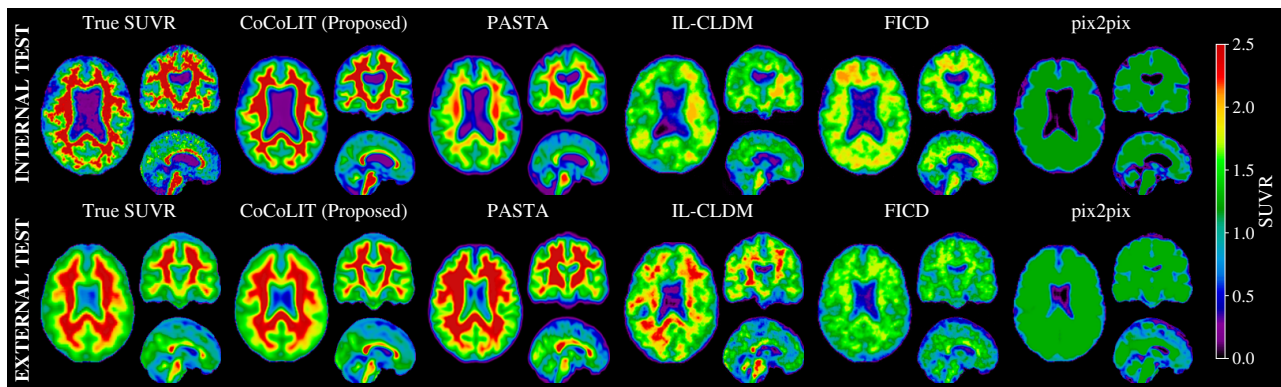 True SUVR CoCoLIT (Proposed) PASTA IL-CLDM FICD pix2pix
INTERNAL TEST
True SUVR CoCoLIT (Proposed) PASTA IL-CLDM FICD pix2pix
EXTERNAL TEST
2.5
2.0
1.5
1.0
0.5
0.0
SUVR